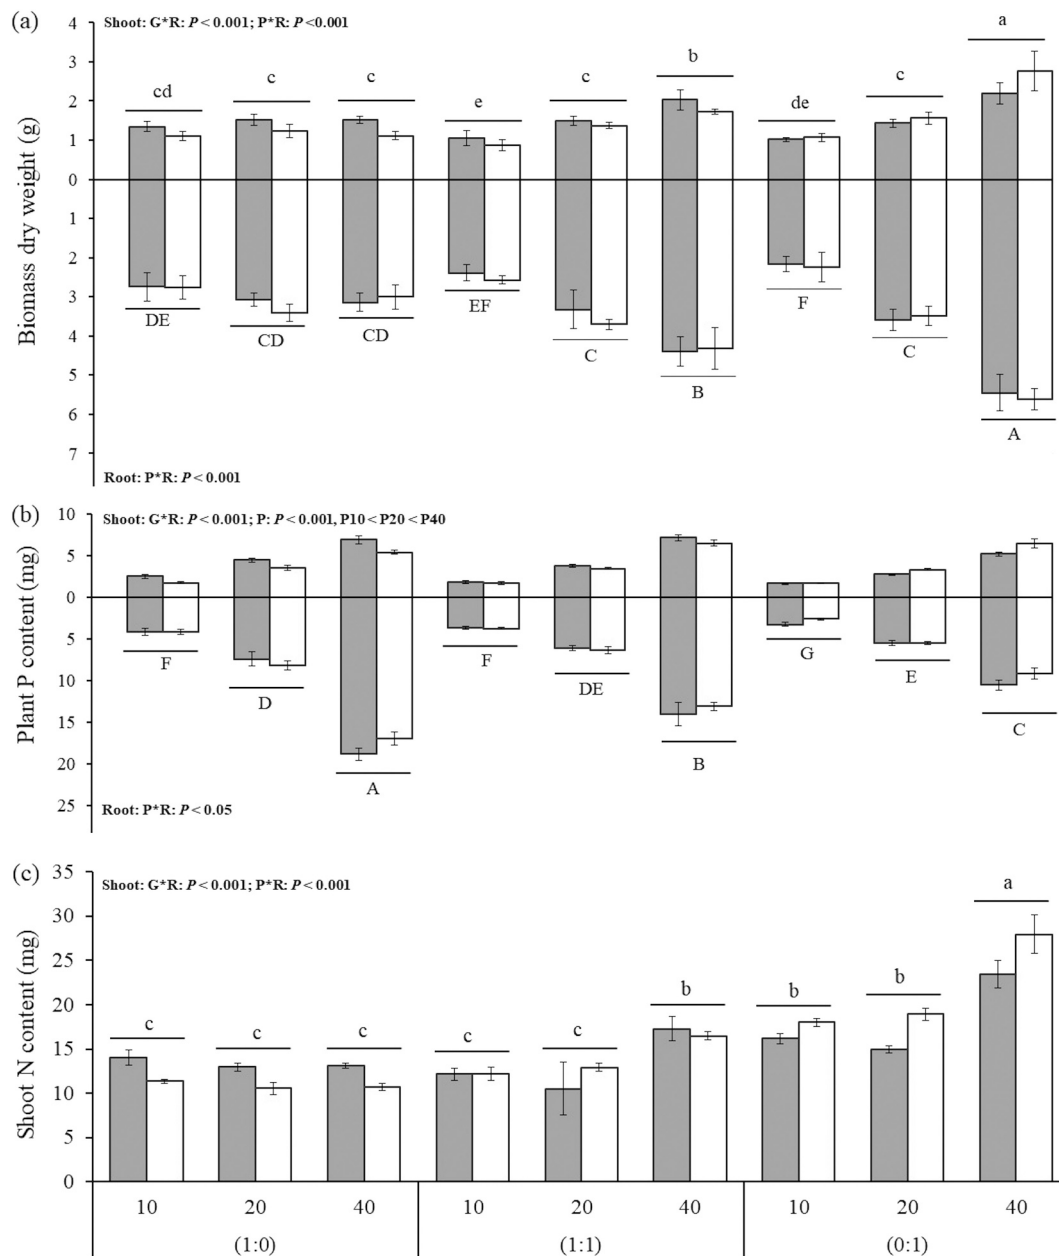 (a)
Shoot: G*R: P < 0.001; P*R: P <0.001
4
3
2
1
0
1
2
3
4
5
6
7
Biomass dry weight (g)
cd
c
c
e
c
b
de
c
a
DE
CD
CD
EF
C
B
F
C
A
Root: P*R: P < 0.001
(b)
Shoot: G*R: P < 0.001; P: P < 0.001, P10 < P20 < P40
10
5
0
5
10
15
20
25
Plant P content (mg)
F
D
A
F
DE
B
G
E
C
Root: P*R: P < 0.05
(c)
Shoot: G*R: P < 0.001; P*R: P < 0.001
35
30
25
20
15
10
5
0
Shoot N content (mg)
c
c
c
c
c
b
b
b
a
10 20 40 10 20 40 10 20 40
(1:0) (1:1) (0:1)